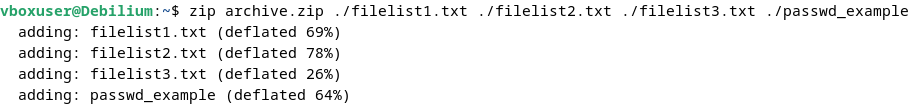 vboxuser@Debilium:~$ zip archive.zip ./filelist1.txt ./filelist2.txt ./filelist3.txt ./passwd_example
  adding: filelist1.txt (deflated 69%)
  adding: filelist2.txt (deflated 78%)
  adding: filelist3.txt (deflated 26%)
  adding: passwd_example (deflated 64%)